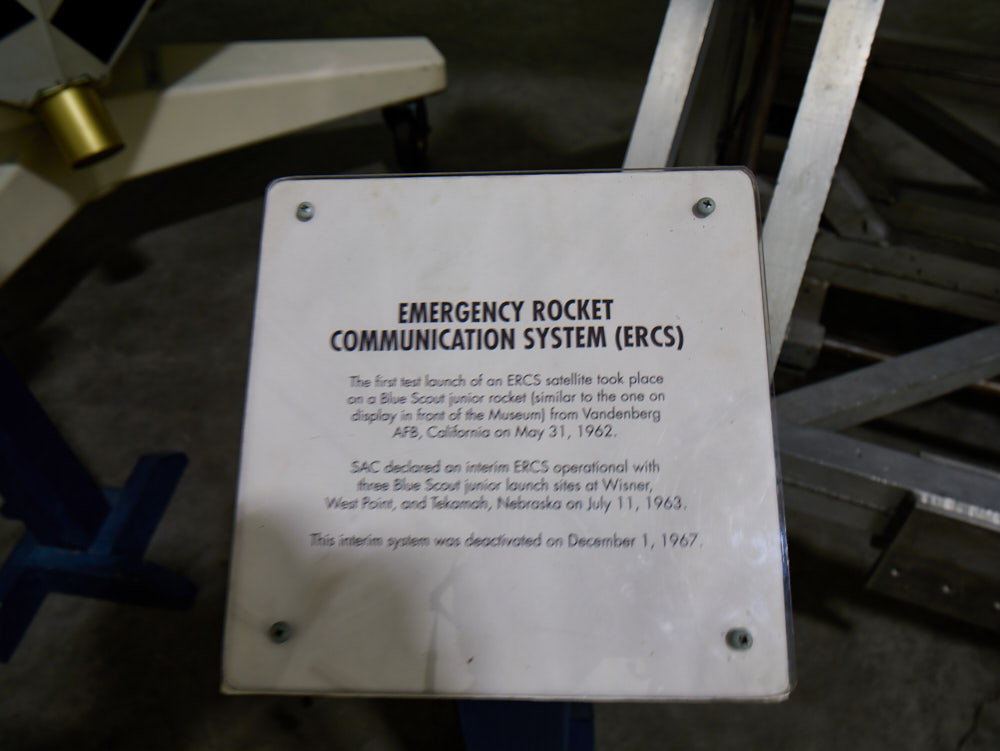 EMERGENCY ROCKET
COMMUNICATION SYSTEM (ERCS)
The first test launch of an ERCS satellite took place
on a Blue Scout junior rocket (similar to the one on
display in front of the Museum) from Vandenberg
AFB, California on May 31, 1962.
SAC declared an interim ERCS operational with
three Blue Scout junior launch sites at Wisner,
West Point, and Tekamah, Nebraska on July 11, 1963.
This interim system was deactivated on December 1, 1967.